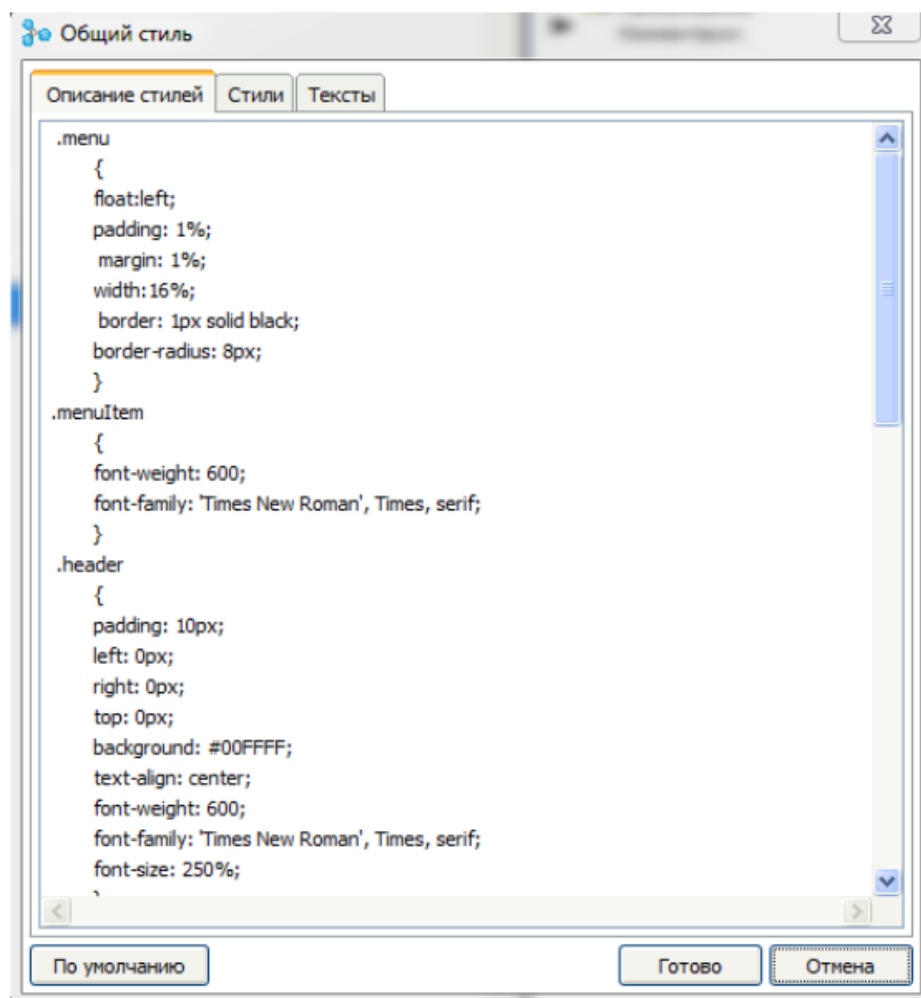 Общий стиль
Описание стилей Стили Тексты
.menu
{
float:left;
padding: 1%;
margin: 1%;
width:16%;
border: 1px solid black;
border-radius: 8px;
}
.menuItem
{
font-weight: 600;
font-family: 'Times New Roman', Times, serif;
}
.header
{
padding: 10px;
left: 0px;
right: 0px;
top: 0px;
background: #00FFFF;
text-align: center;
font-weight: 600;
font-family: 'Times New Roman', Times, serif;
font-size: 250%;
По умолчанию Готово Отмена